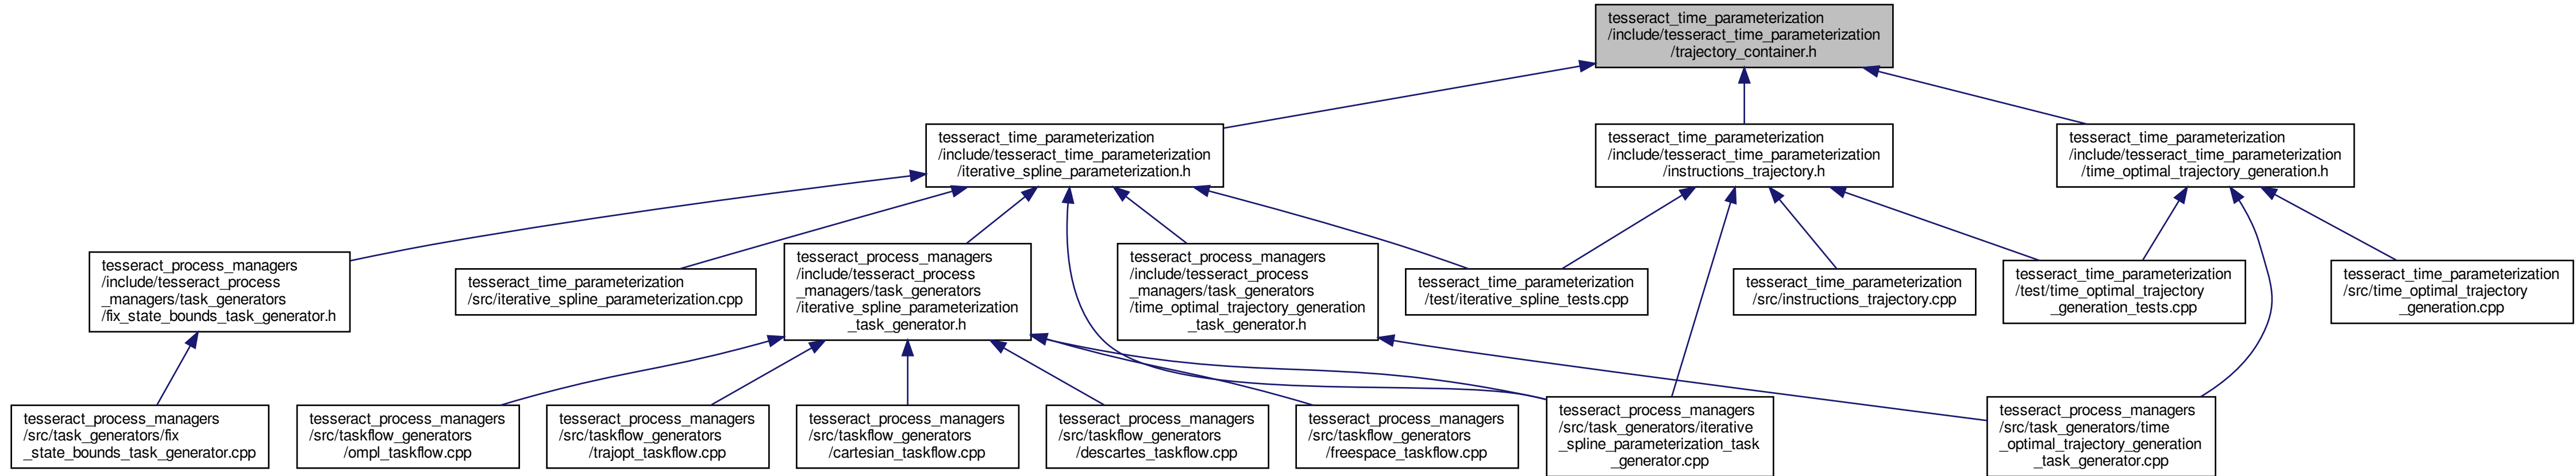 tesseract_time_parameterization
/include/tesseract_time_parameterization
/trajectory_container.h
tesseract_time_parameterization
/include/tesseract_time_parameterization
/iterative_spline_parameterization.h
tesseract_time_parameterization
/include/tesseract_time_parameterization
/instructions_trajectory.h
tesseract_time_parameterization
/include/tesseract_time_parameterization
/time_optimal_trajectory_generation.h
tesseract_process_managers
/include/tesseract_process
_managers/task_generators
/fix_state_bounds_task_generator.h
tesseract_time_parameterization
/src/iterative_spline_parameterization.cpp
tesseract_process_managers
/include/tesseract_process
_managers/task_generators
/iterative_spline_parameterization
_task_generator.h
tesseract_process_managers
/include/tesseract_process
_managers/task_generators
/time_optimal_trajectory_generation
_task_generator.h
tesseract_time_parameterization
/test/iterative_spline_tests.cpp
tesseract_time_parameterization
/src/instructions_trajectory.cpp
tesseract_time_parameterization
/test/time_optimal_trajectory
_generation_tests.cpp
tesseract_time_parameterization
/src/time_optimal_trajectory
_generation.cpp
tesseract_process_managers
/src/task_generators/fix
_state_bounds_task_generator.cpp
tesseract_process_managers
/src/taskflow_generators
/ompl_taskflow.cpp
tesseract_process_managers
/src/taskflow_generators
/trajopt_taskflow.cpp
tesseract_process_managers
/src/taskflow_generators
/cartesian_taskflow.cpp
tesseract_process_managers
/src/taskflow_generators
/descartes_taskflow.cpp
tesseract_process_managers
/src/taskflow_generators
/freespace_taskflow.cpp
tesseract_process_managers
/src/task_generators/iterative
_spline_parameterization_task
_generator.cpp
tesseract_process_managers
/src/task_generators/time
_optimal_trajectory_generation
_task_generator.cpp